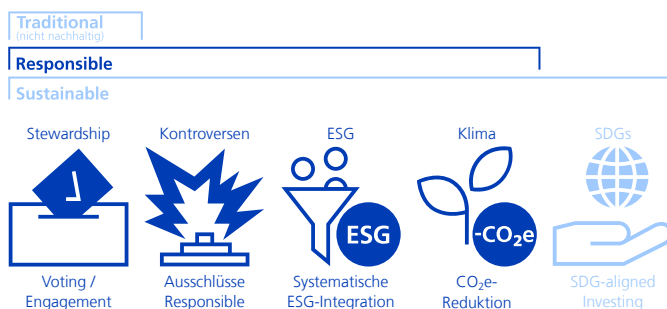 Traditional
(nicht nachhaltig)
Responsible
Sustainable
Stewardship
Kontroversen
ESG
Klima
SDGs
ESG
-CO₂e
Voting /
Engagement
Ausschlüsse
Responsible
Systematische
ESG-Integration
CO₂e-
Reduktion
SDG-aligned
Investing